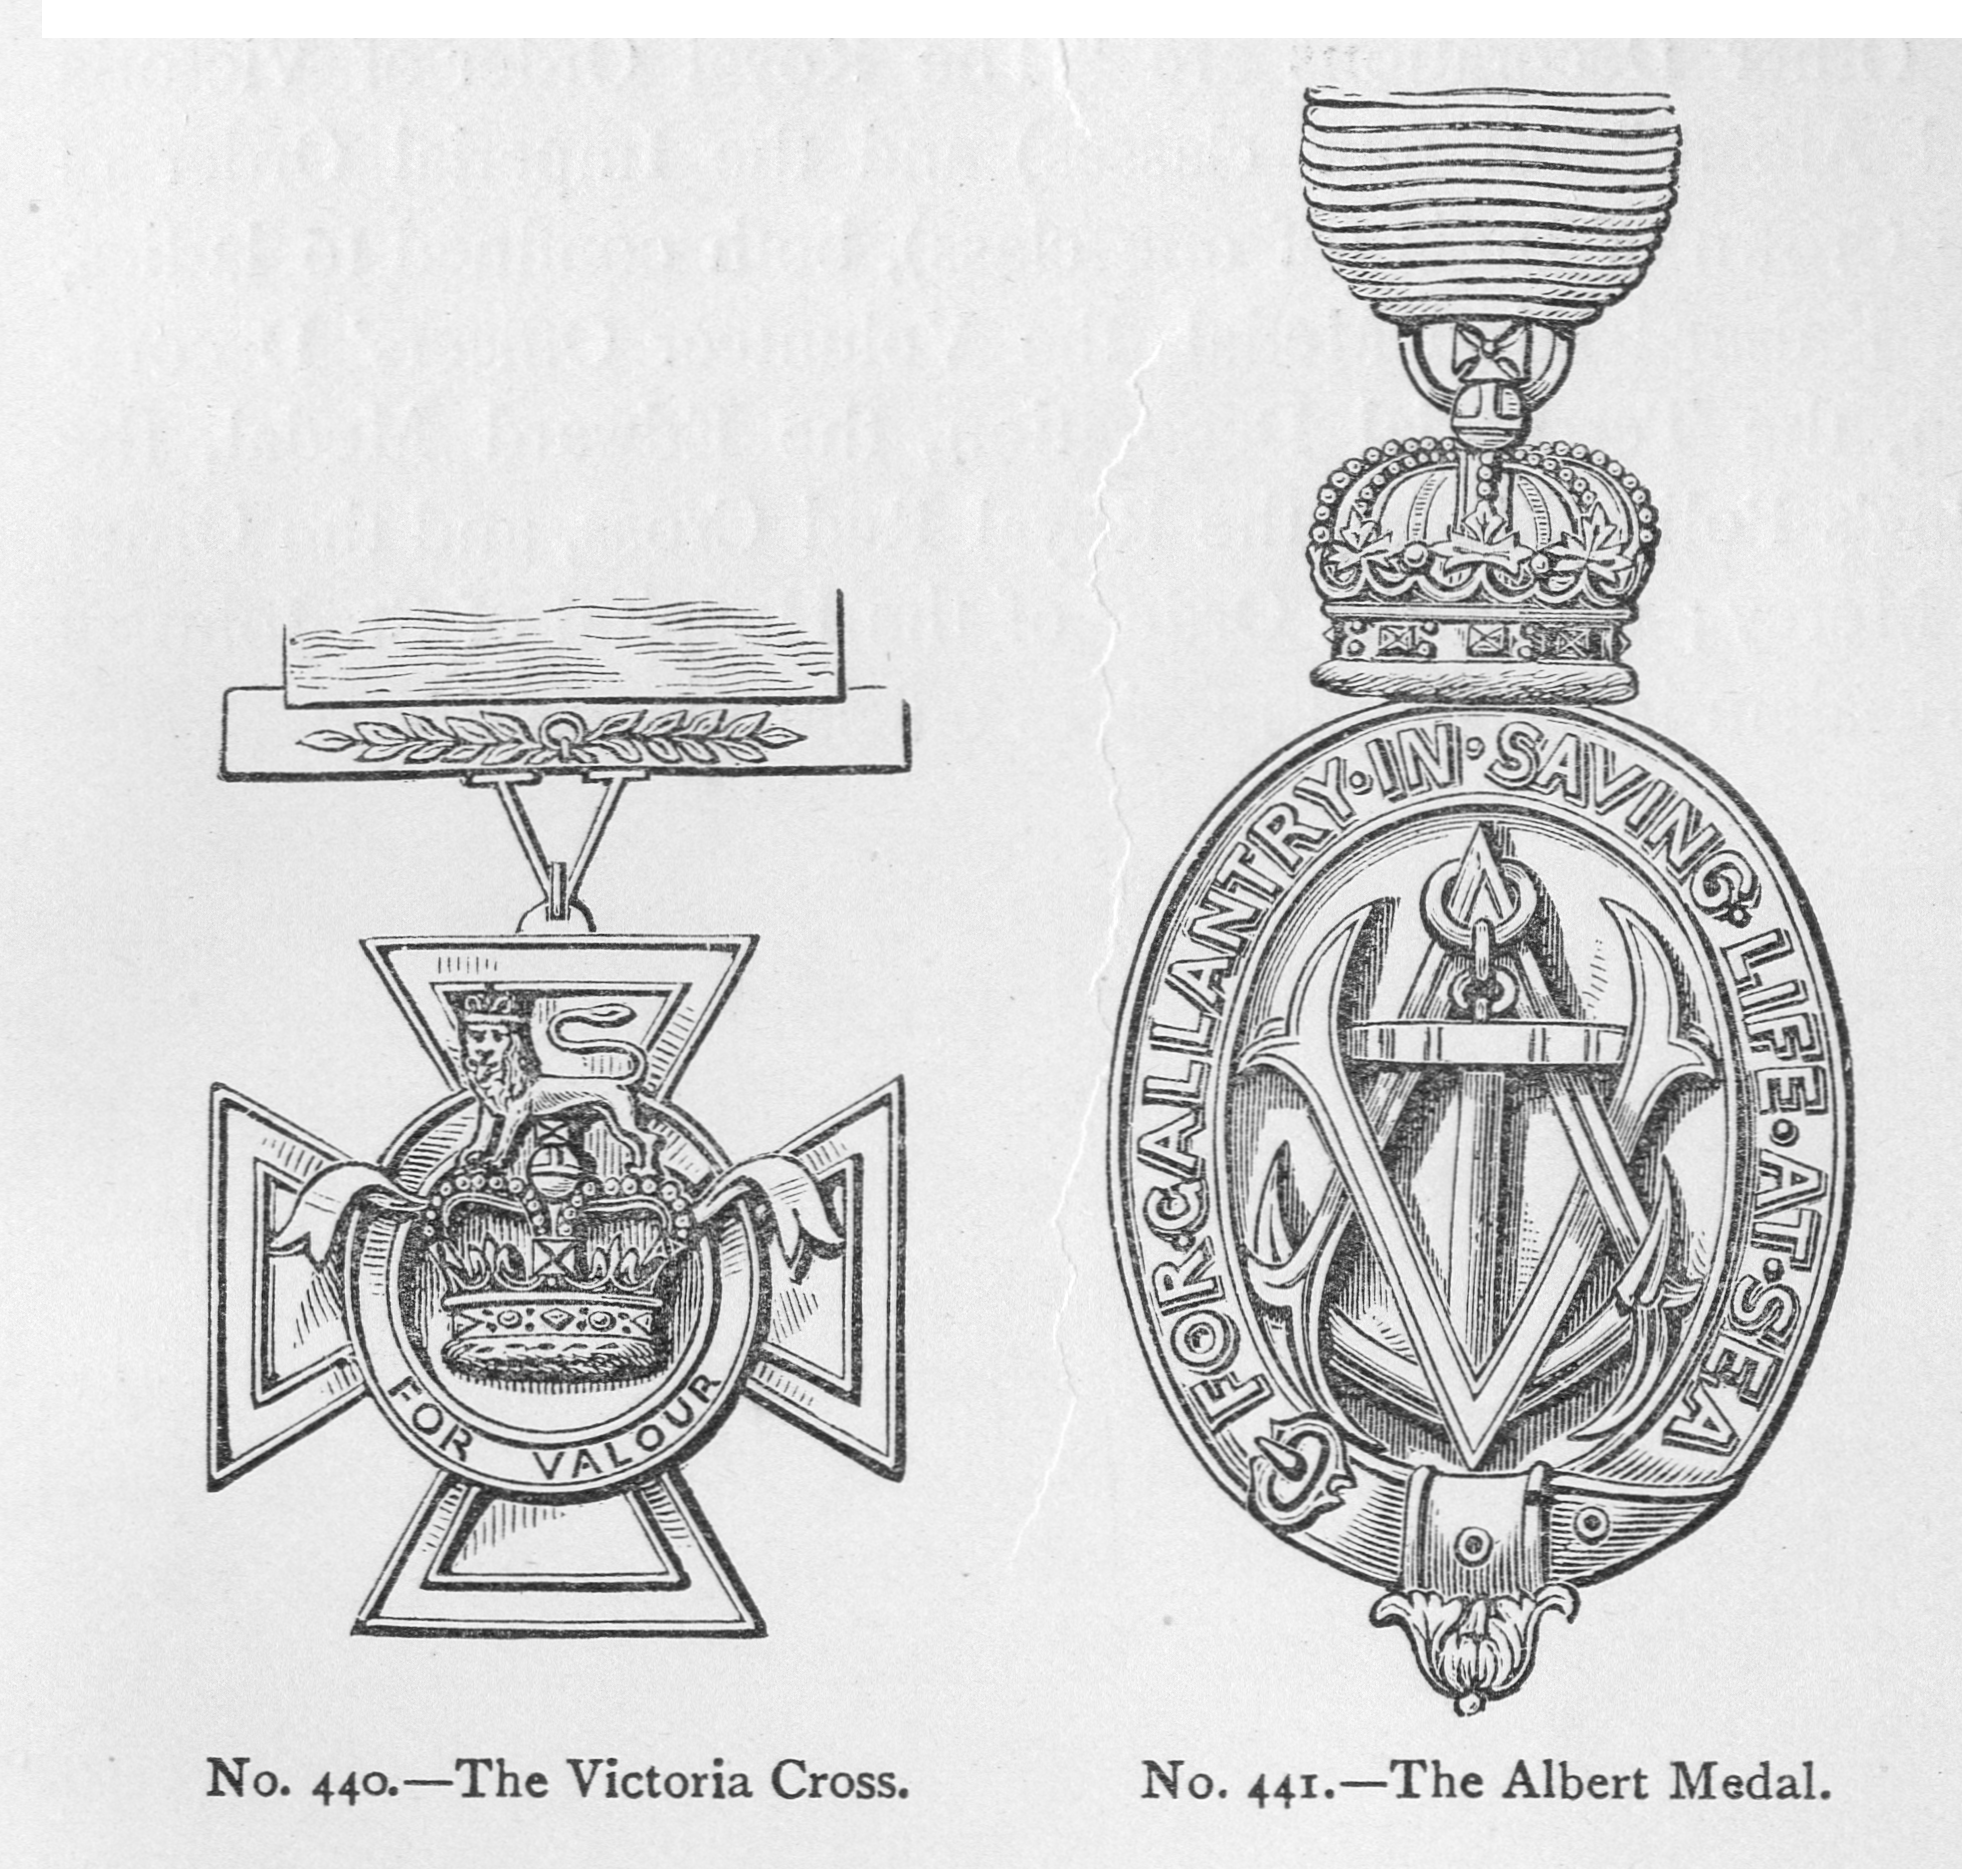 FOR VALOUR
FOR·GALLANTRY·IN·SAVING·LIFE·AT·SEA
No. 440.—The Victoria Cross.
No. 441.—The Albert Medal.